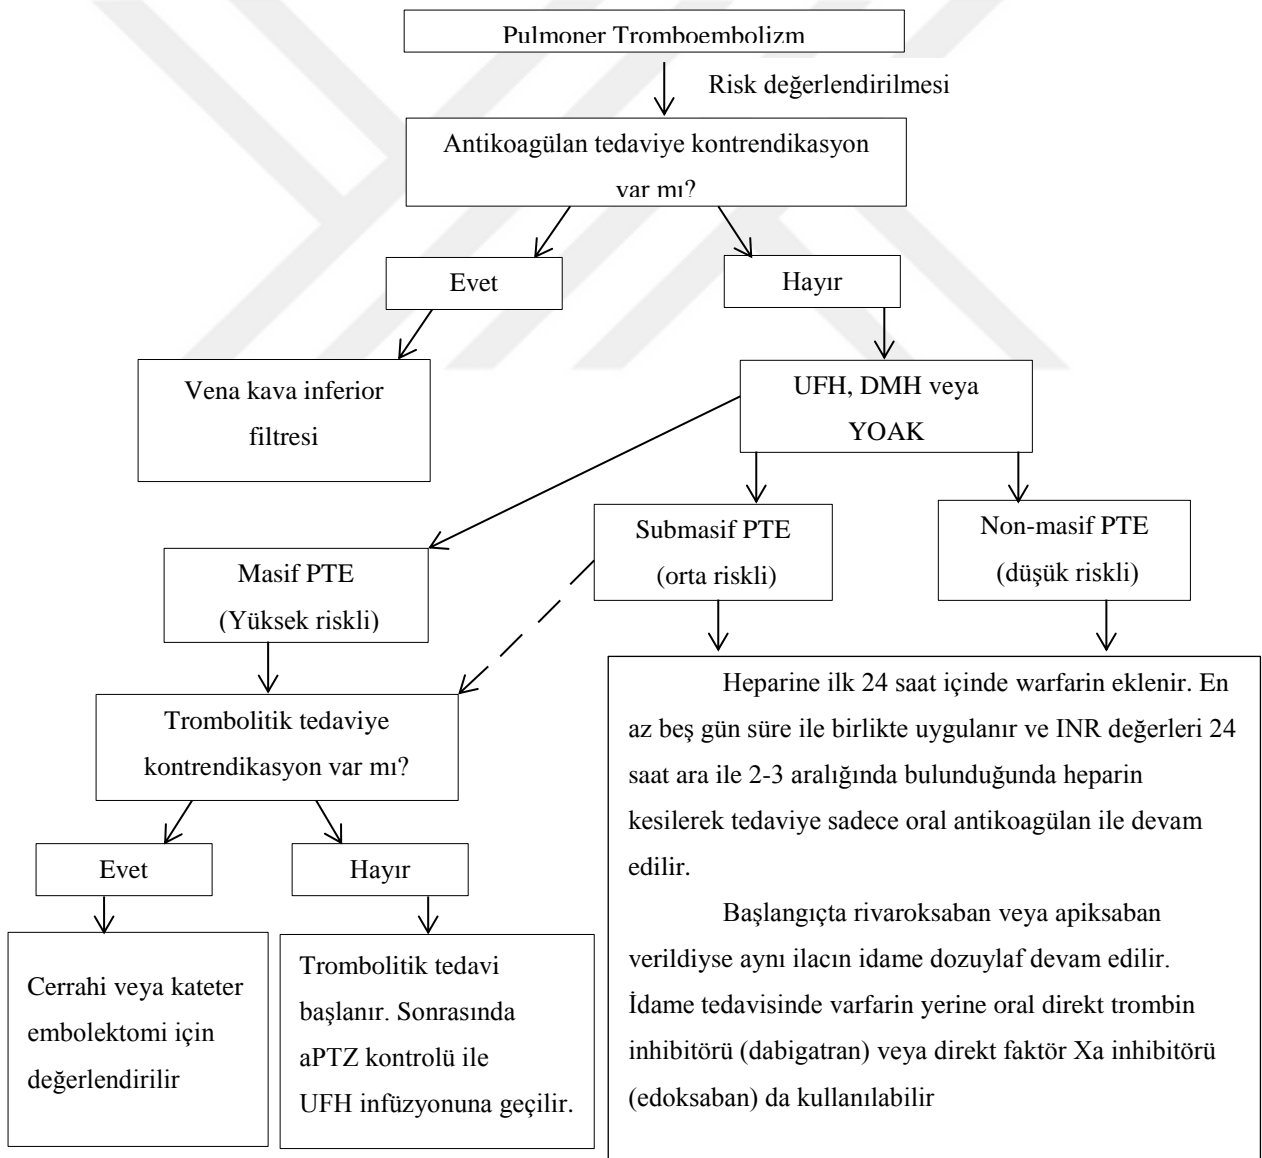 Pulmoner Tromboembolizm
Risk değerlendirilmesi
Antikoagülan tedaviye kontrendikasyon
var mı?
Evet
Hayır
Vena kava inferior
filtresi
UFH, DMH veya
YOAK
Submasif PTE
(orta riskli)
Non-masif PTE
(düşük riskli)
Masif PTE
(Yüksek riskli)
Trombolitik tedaviye
kontrendikasyon var mı?
Evet
Hayır
Cerrahi veya kateter
embolektomi için
değerlendirilir
Trombolitik tedavi
başlanır. Sonrasında
aPTZ kontrolü ile
UFH infüzyonuna geçilir.
Heparine ilk 24 saat içinde warfarin eklenir. En
az beş gün süre ile birlikte uygulanır ve INR değerleri 24
saat ara ile 2-3 aralığında bulunduğunda heparin
kesilerek tedaviye sadece oral antikoagülan ile devam
edilir.
Başlangıçta rivaroksaban veya apiksaban
verildiyse aynı ilacın idame dozuylaf devam edilir.
İdame tedavisinde varfarin yerine oral direkt trombin
inhibitörü (dabigatran) veya direkt faktör Xa inhibitörü
(edoksaban) da kullanılabilir